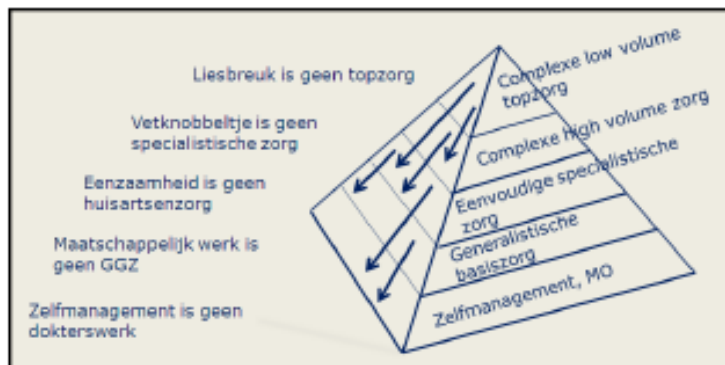 Liesbreuk is geen topzorg
Vetknobbeltje is geen
specialistische zorg
Eenzaamheid is geen
huisartsenzorg
Maatschappelijk werk is
geen GGZ
Zelfmanagement is geen
dokterswerk
Complexe low volume
topzorg
Complexe High volume zorg
Eenvoudige specialistische
zorg
Generalistische
basiszorg
Zelfmanagement, MO